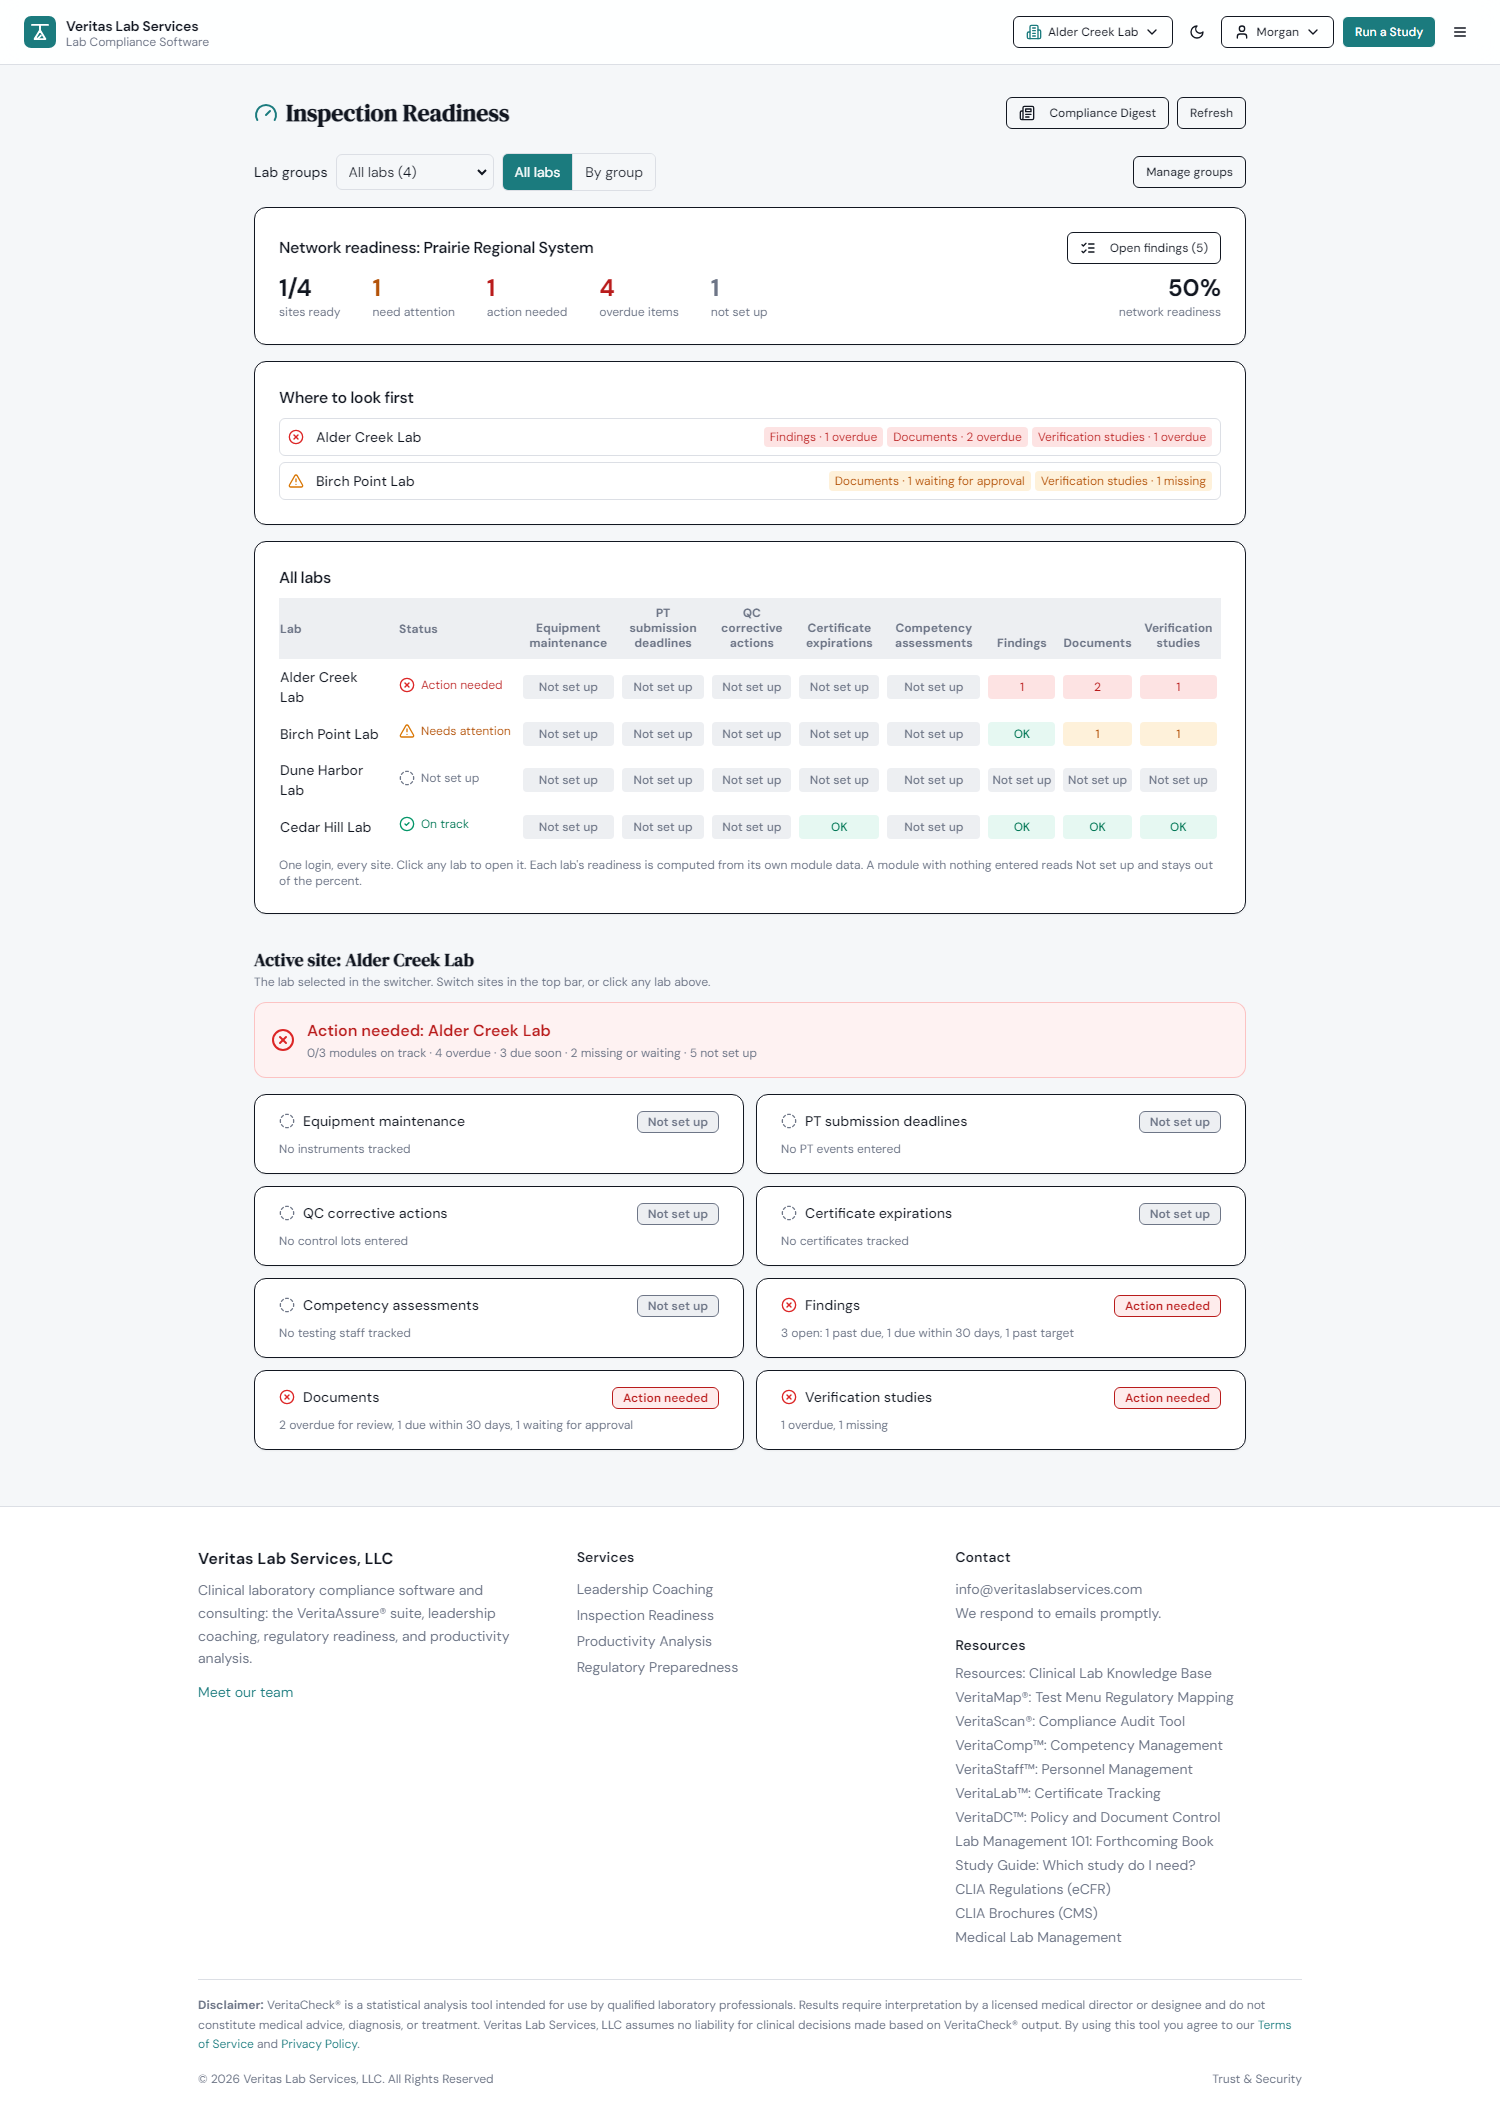 Veritas Lab Services
Lab Compliance Software
Alder Creek Lab
Morgan
Run a Study
Inspection Readiness
Compliance Digest
Refresh
Lab groups
All labs (4)
All labs
By group
Manage groups
Network readiness: Prairie Regional System
Open findings (5)
1/4
sites ready
1
need attention
1
action needed
4
overdue items
1
not set up
50%
network readiness
Where to look first
Alder Creek Lab
Findings · 1 overdue
Documents · 2 overdue
Verification studies · 1 overdue
Birch Point Lab
Documents · 1 waiting for approval
Verification studies · 1 missing
All labs
Lab
Status
Equipment
maintenance
PT
submission
deadlines
QC
corrective
actions
Certificate
expirations
Competency
assessments
Findings
Documents
Verification
studies
Alder Creek
Lab
Action needed
Not set up
Not set up
Not set up
Not set up
Not set up
1
2
1
Birch Point Lab
Needs attention
Not set up
Not set up
Not set up
Not set up
Not set up
OK
1
1
Dune Harbor
Lab
Not set up
Not set up
Not set up
Not set up
Not set up
Not set up
Not set up
Not set up
Not set up
Cedar Hill Lab
On track
Not set up
Not set up
Not set up
OK
Not set up
OK
OK
OK
One login, every site. Click any lab to open it. Each lab's readiness is computed from its own module data. A module with nothing entered reads Not set up and stays out
of the percent.
Active site: Alder Creek Lab
The lab selected in the switcher. Switch sites in the top bar, or click any lab above.
Action needed: Alder Creek Lab
0/3 modules on track · 4 overdue · 3 due soon · 2 missing or waiting · 5 not set up
Equipment maintenance
Not set up
No instruments tracked
PT submission deadlines
Not set up
No PT events entered
QC corrective actions
Not set up
No control lots entered
Certificate expirations
Not set up
No certificates tracked
Competency assessments
Not set up
No testing staff tracked
Findings
Action needed
3 open: 1 past due, 1 due within 30 days, 1 past target
Documents
Action needed
2 overdue for review, 1 due within 30 days, 1 waiting for approval
Verification studies
Action needed
1 overdue, 1 missing
Veritas Lab Services, LLC
Clinical laboratory compliance software and
consulting: the VeritaAssure® suite, leadership
coaching, regulatory readiness, and productivity
analysis.
Meet our team
Services
Leadership Coaching
Inspection Readiness
Productivity Analysis
Regulatory Preparedness
Contact
info@veritaslabservices.com
We respond to emails promptly.
Resources
Resources: Clinical Lab Knowledge Base
VeritaMap®: Test Menu Regulatory Mapping
VeritaScan®: Compliance Audit Tool
VeritaComp™: Competency Management
VeritaStaff™: Personnel Management
VeritaLab™: Certificate Tracking
VeritaDC™: Policy and Document Control
Lab Management 101: Forthcoming Book
Study Guide: Which study do I need?
CLIA Regulations (eCFR)
CLIA Brochures (CMS)
Medical Lab Management
Disclaimer: VeritaCheck® is a statistical analysis tool intended for use by qualified laboratory professionals. Results require interpretation by a licensed medical director or designee and do not
constitute medical advice, diagnosis, or treatment. Veritas Lab Services, LLC assumes no liability for clinical decisions made based on VeritaCheck® output. By using this tool you agree to our Terms
of Service and Privacy Policy.
© 2026 Veritas Lab Services, LLC. All Rights Reserved
Trust & Security